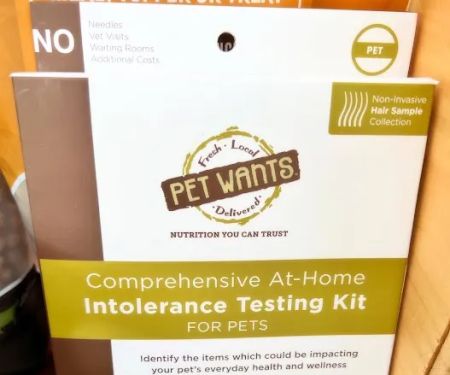 NO
Needles
Vet Visits
Waiting Rooms
Additional Costs
PET
Non-invasive
Hair Sample
Collection
Fresh · Local
PET WANTS
· Delivered ·
NUTRITION YOU CAN TRUST
Comprehensive At-Home
Intolerance Testing Kit
FOR PETS
Identify the items which could be impacting
your pet's everyday health and wellness